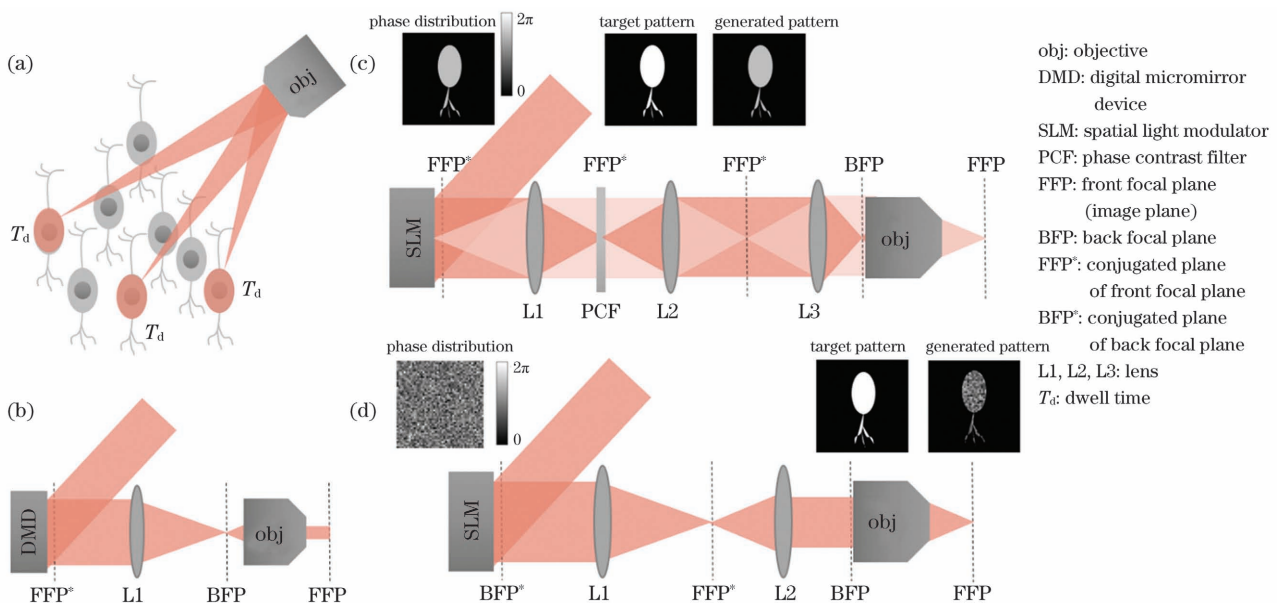 (a)
obj
Td
Td
Td
(b)
DMD
obj
FFP* L1 BFP FFP
(c)
phase distribution
2π
0
target pattern
generated pattern
FFP* FFP* FFP* BFP FFP
SLM
obj
L1 PCF L2 L3
(d)
phase distribution
2π
0
target pattern
generated pattern
SLM
obj
BFP* L1 FFP* L2 BFP FFP
obj: objective
DMD: digital micromirror
device
SLM: spatial light modulator
PCF: phase contrast filter
FFP: front focal plane
(image plane)
BFP: back focal plane
FFP*: conjugated plane
of front focal plane
BFP*: conjugated plane
of back focal plane
L1, L2, L3: lens
Td: dwell time